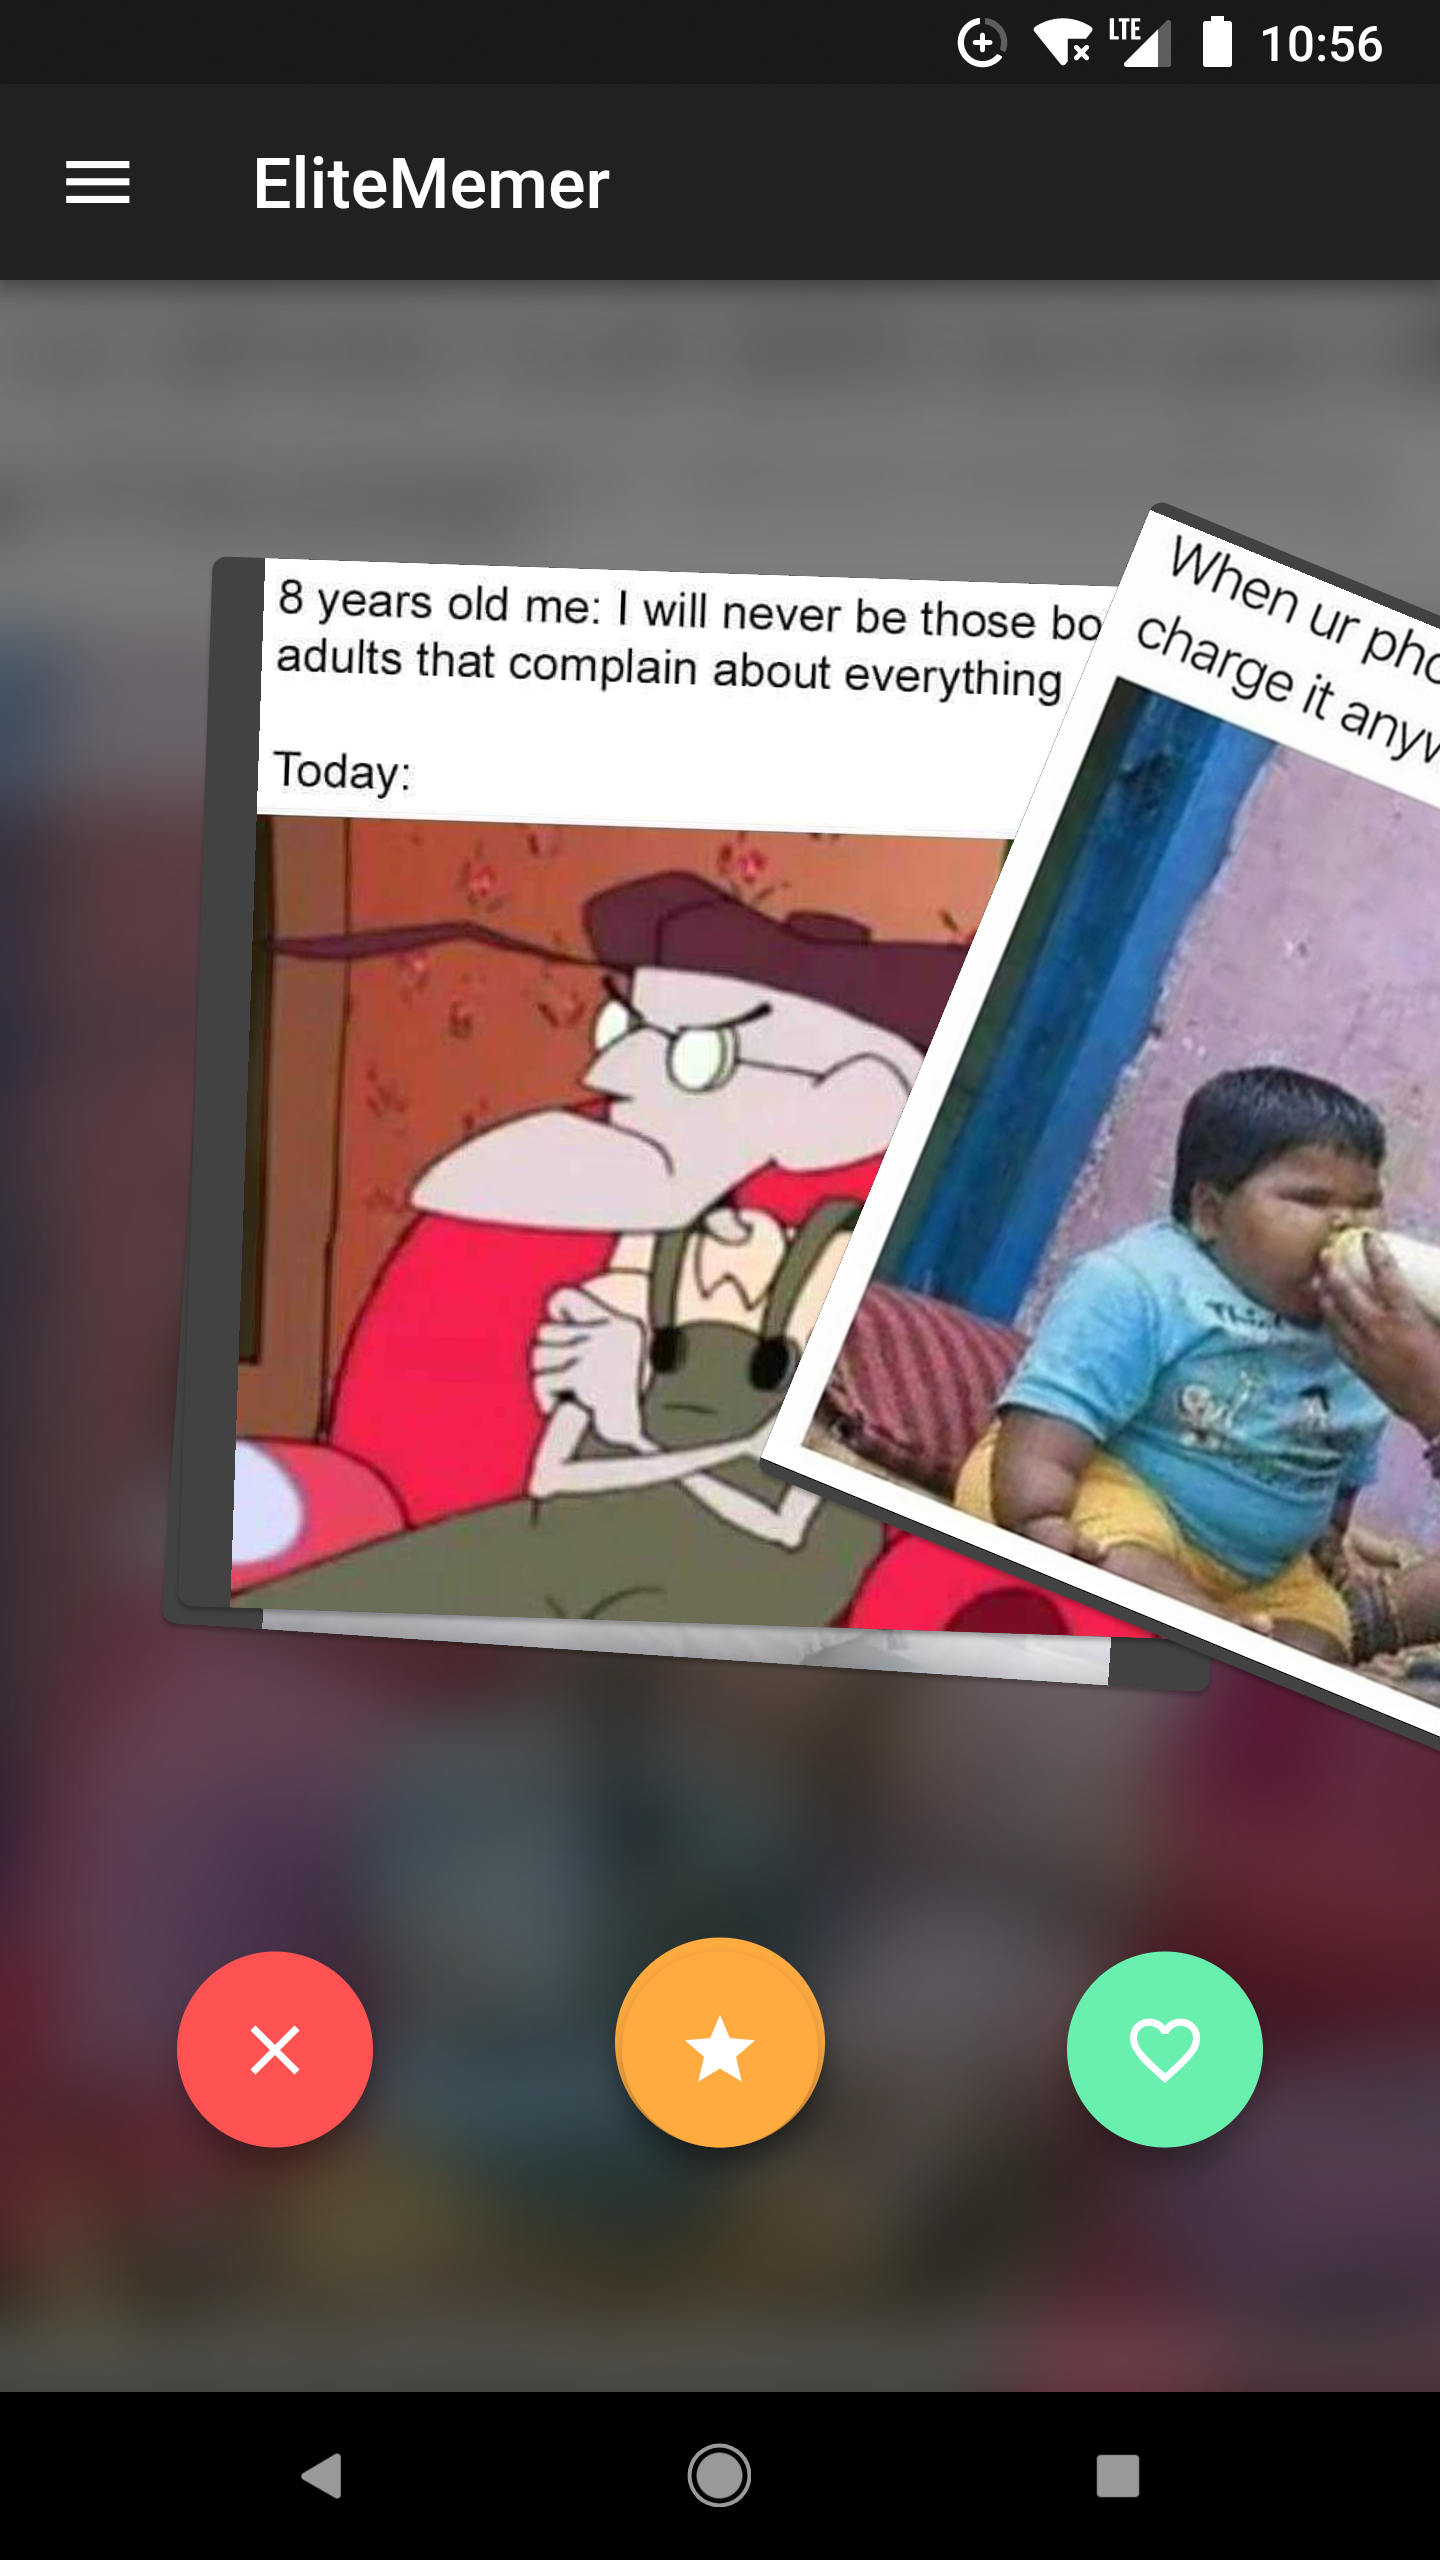 LTE 10:56
EliteMemer
8 years old me: I will never be those bo
adults that complain about everything
Today:
When ur pho
charge it anyw